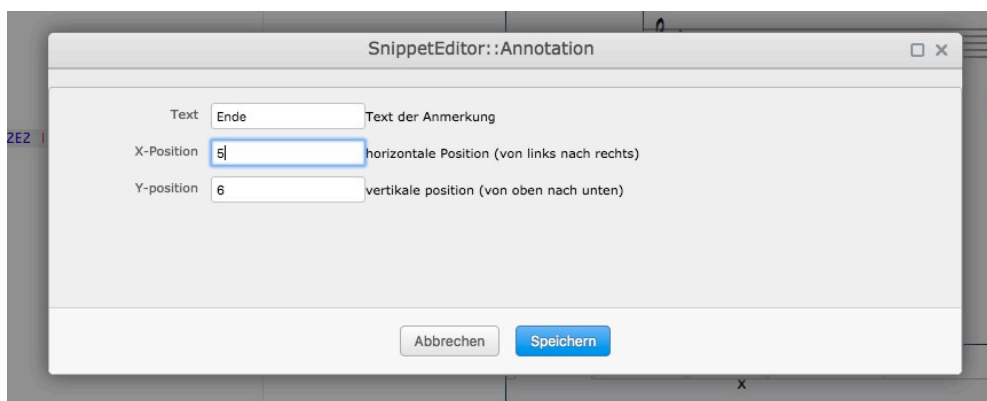 SnippetEditor::Annotation
Text Ende Text der Anmerkung
2E2 |
X-Position 5 horizontale Position (von links nach rechts)
Y-position 6 vertikale position (von oben nach unten)
Abbrechen Speichern
x